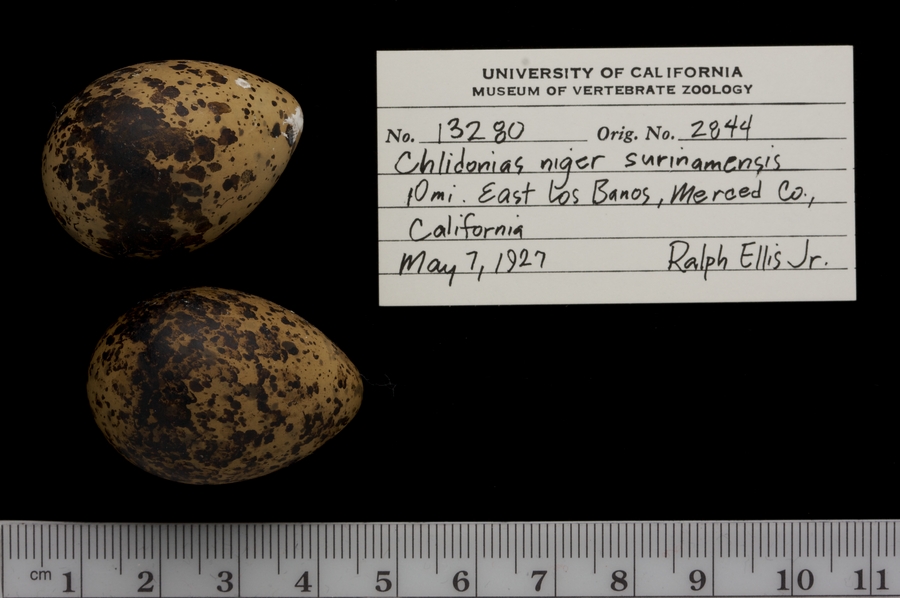 UNIVERSITY OF CALIFORNIA
MUSEUM OF VERTEBRATE ZOOLOGY
No. 13280 Orig. No. 2844
Chlidonias niger surinamensis
10mi. East Los Banos, Merced Co.,
California
May 7, 1927 Ralph Ellis Jr.
cm 1 2 3 4 5 6 7 8 9 10 11